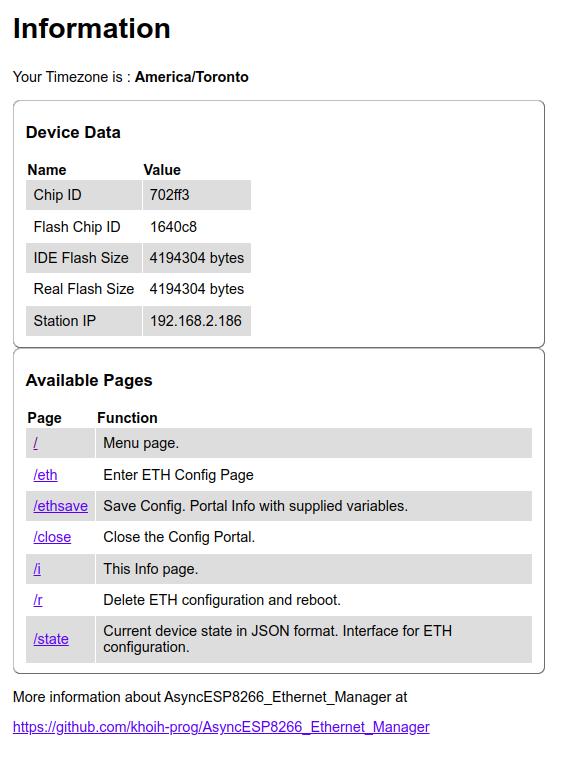 Information
Your Timezone is : America/Toronto
Device Data
Name Value
Chip ID 702ff3
Flash Chip ID 1640c8
IDE Flash Size 4194304 bytes
Real Flash Size 4194304 bytes
Station IP 192.168.2.186
Available Pages
Page Function
/ Menu page.
/eth Enter ETH Config Page
/ethsave Save Config. Portal Info with supplied variables.
/close Close the Config Portal.
/i This Info page.
/r Delete ETH configuration and reboot.
/state Current device state in JSON format. Interface for ETH
configuration.
More information about AsyncESP8266_Ethernet_Manager at
https://github.com/khoih-prog/AsyncESP8266_Ethernet_Manager